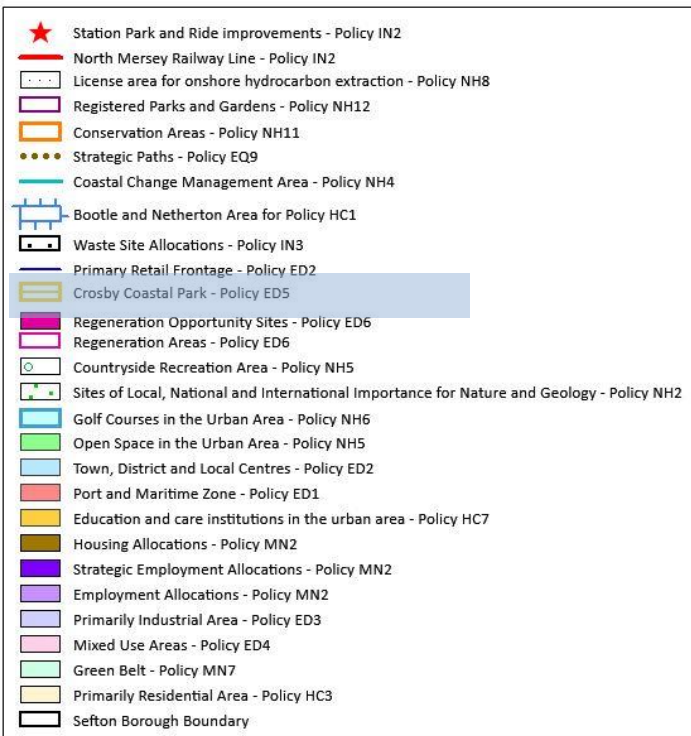 Station Park and Ride improvements - Policy IN2
North Mersey Railway Line - Policy IN2
License area for onshore hydrocarbon extraction - Policy NH8
Registered Parks and Gardens - Policy NH12
Conservation Areas - Policy NH11
Strategic Paths - Policy EQ9
Coastal Change Management Area - Policy NH4
Bootle and Netherton Area for Policy HC1
Waste Site Allocations - Policy IN3
Primary Retail Frontage - Policy ED2
Crosby Coastal Park - Policy ED5
Regeneration Opportunity Sites - Policy ED6
Regeneration Areas - Policy ED6
Countryside Recreation Area - Policy NH5
Sites of Local, National and International Importance for Nature and Geology - Policy NH2
Golf Courses in the Urban Area - Policy NH6
Open Space in the Urban Area - Policy NH5
Town, District and Local Centres - Policy ED2
Port and Maritime Zone - Policy ED1
Education and care institutions in the urban area - Policy HC7
Housing Allocations - Policy MN2
Strategic Employment Allocations - Policy MN2
Employment Allocations - Policy MN2
Primarily Industrial Area - Policy ED3
Mixed Use Areas - Policy ED4
Green Belt - Policy MN7
Primarily Residential Area - Policy HC3
Sefton Borough Boundary